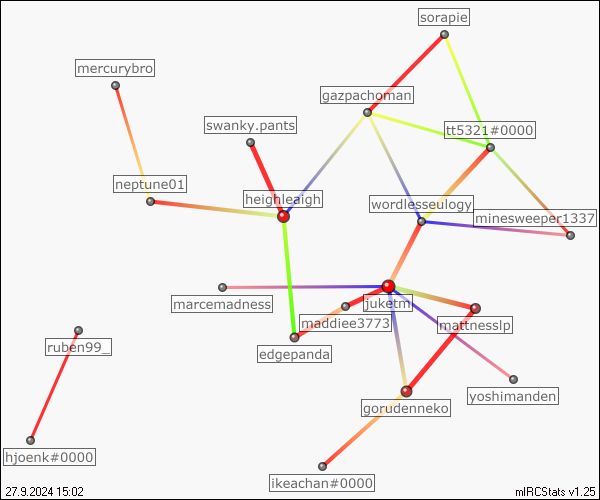 sorapie
mercurybro
gazpachoman
swanky.pants
tt5321#0000
neptune01
heighleaigh
wordlesseulogy
minesweeper1337
marcemadness
juketm
maddiee3773
mattnesslp
ruben99_
edgepanda
yoshimanden
gorudenneko
hjoenk#0000
ikeachan#0000
27.9.2024 15:02
mIRCStats v1.25